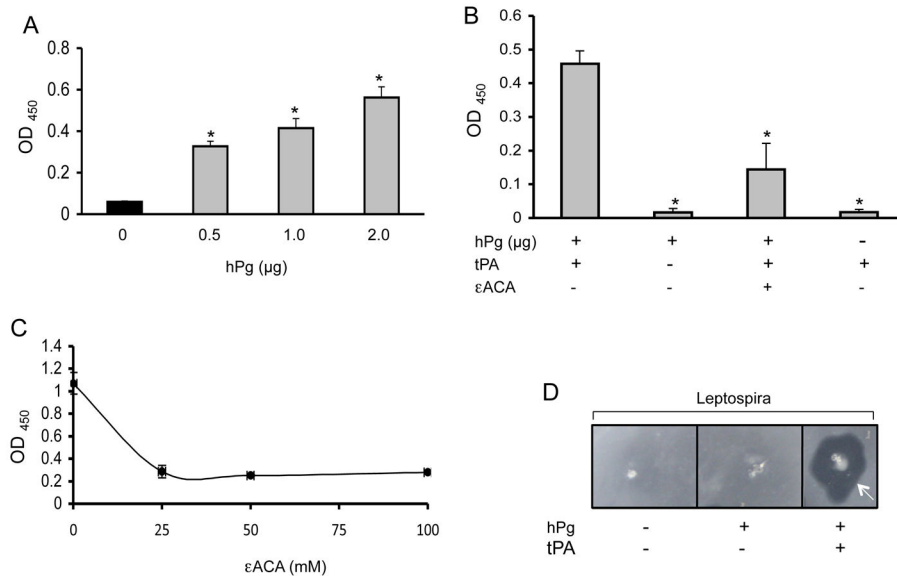 A
0.8
0.6
0.4
0.2
0
OD 450
* * *
0 0.5 1.0 2.0
hPg (µg)
B
0.6
0.5
0.4
0.3
0.2
0.1
0
OD 450
* * *
hPg (µg) + + + -
tPA + - + +
εACA - - + -
C
1.4
1.2
1
0.8
0.6
0.4
0.2
0
OD 450
0 25 50 75 100
εACA (mM)
D
Leptospira
hPg - + +
tPA - - +